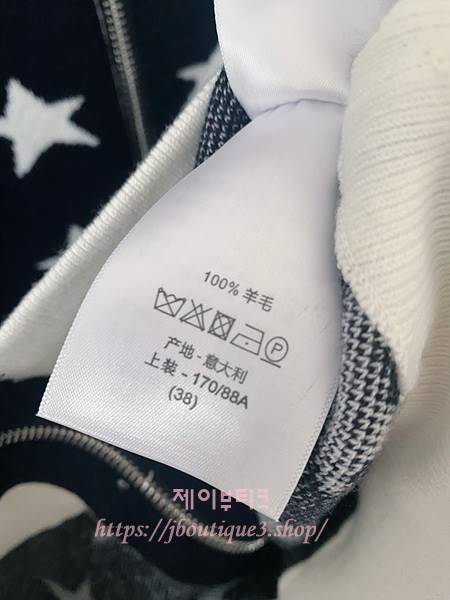 100% 羊毛
P
产地 - 意大利
上装 - 170/88A
(38)
제이부티크
https://jboutique3.shop/